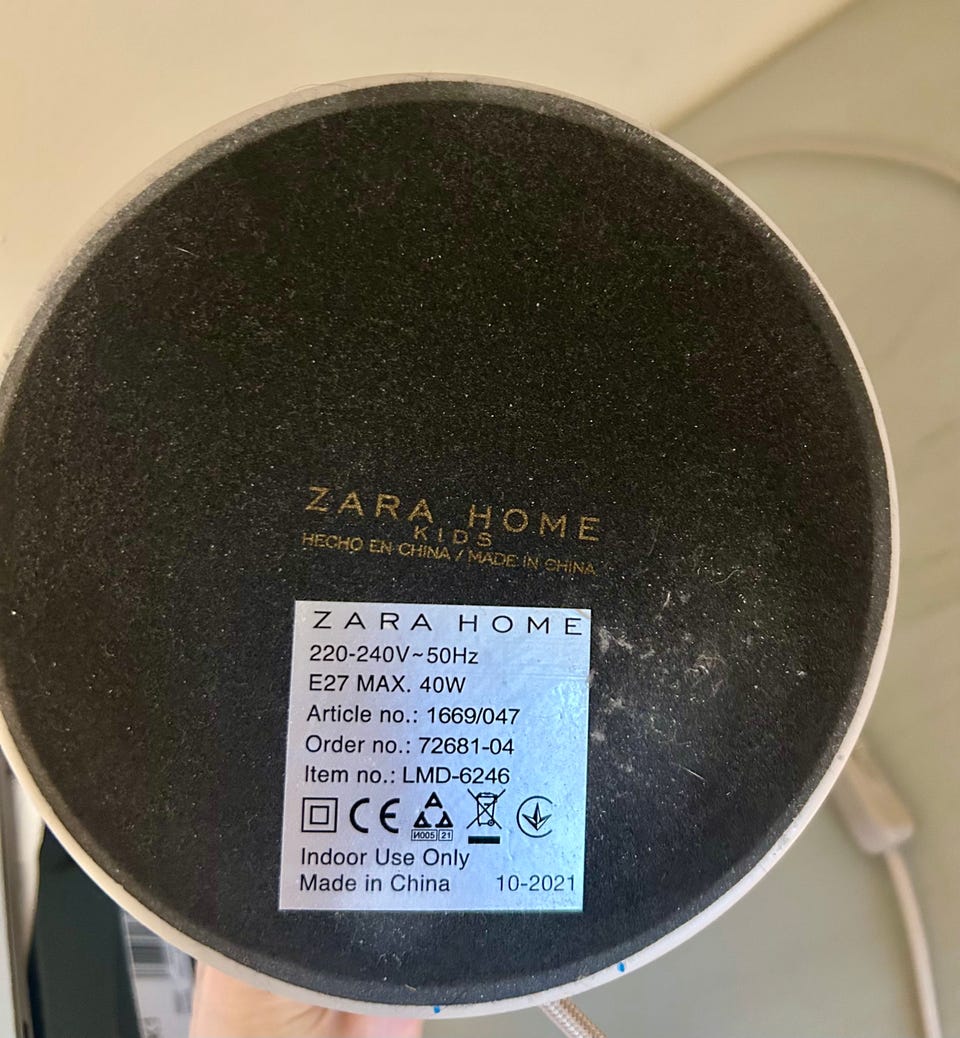 ZARA HOME
KIDS
HECHO EN CHINA / MADE IN CHINA
ZARA HOME
220-240V~50Hz
E27 MAX. 40W
Article no.: 1669/047
Order no.: 72681-04
Item no.: LMD-6246
CE
И005 21
Indoor Use Only
Made in China 10-2021